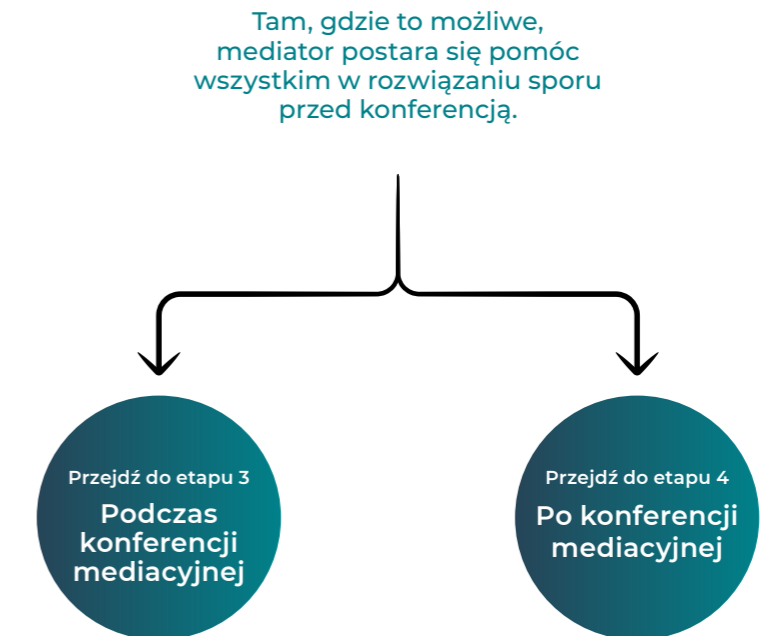 Tam, gdzie to możliwe,
mediator postara się pomóc
wszystkim w rozwiązaniu sporu
przed konferencją.
Przejdź do etapu 3
Podczas
konferencji
mediacyjnej
Przejdź do etapu 4
Po konferencji
mediacyjnej